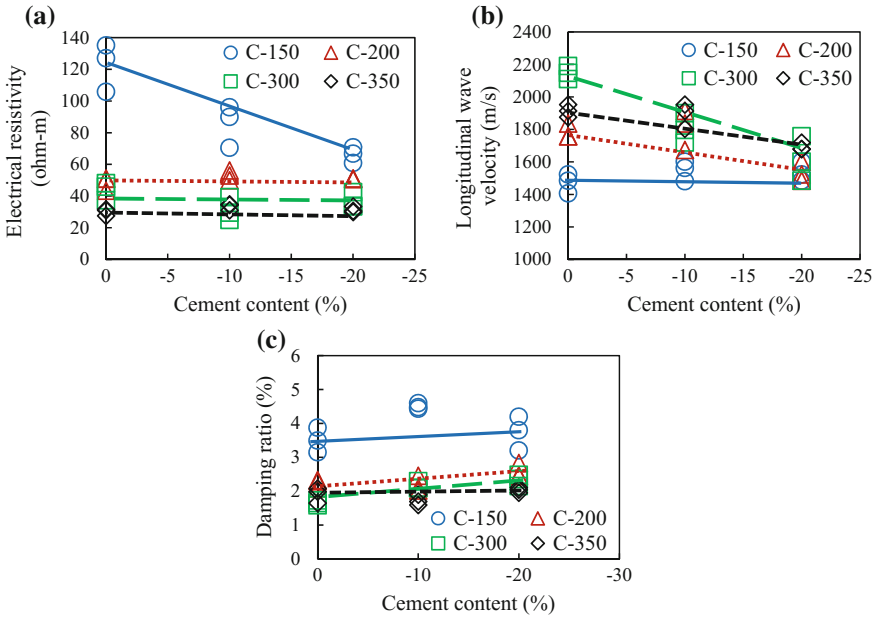 (a)
140
120
100
80
60
40
20
0
0 -5 -10 -15 -20 -25
Electrical resistivity
(ohm-m)
Cement content (%)
C-150 C-200
C-300 C-350
(b)
2400
2200
2000
1800
1600
1400
1200
1000
0 -5 -10 -15 -20 -25
Longitudinal wave
velocity (m/s)
Cement content (%)
C-150 C-200
C-300 C-350
(c)
6
5
4
3
2
1
0
0 -10 -20 -30
Damping ratio (%)
Cement content (%)
C-150 C-200
C-300 C-350